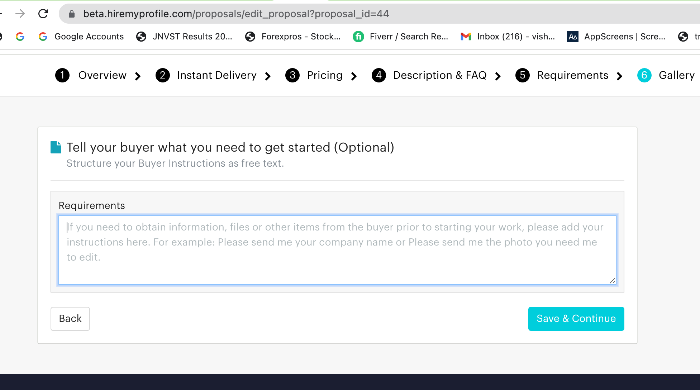 beta.hiremyprofile.com/proposals/edit_proposal?proposal_id=44
Google Accounts JNVST Results 20... Forexpros - Stock... Fiverr / Search Re... Inbox (216) - vish... AppScreens | Scre...
1 Overview 2 Instant Delivery 3 Pricing 4 Description & FAQ 5 Requirements 6 Gallery
Tell your buyer what you need to get started (Optional)
Structure your Buyer Instructions as free text.
Requirements
If you need to obtain information, files or other items from the buyer prior to starting your work, please add your
instructions here. For example: Please send me your company name or Please send me the photo you need me
to edit.
Back Save & Continue